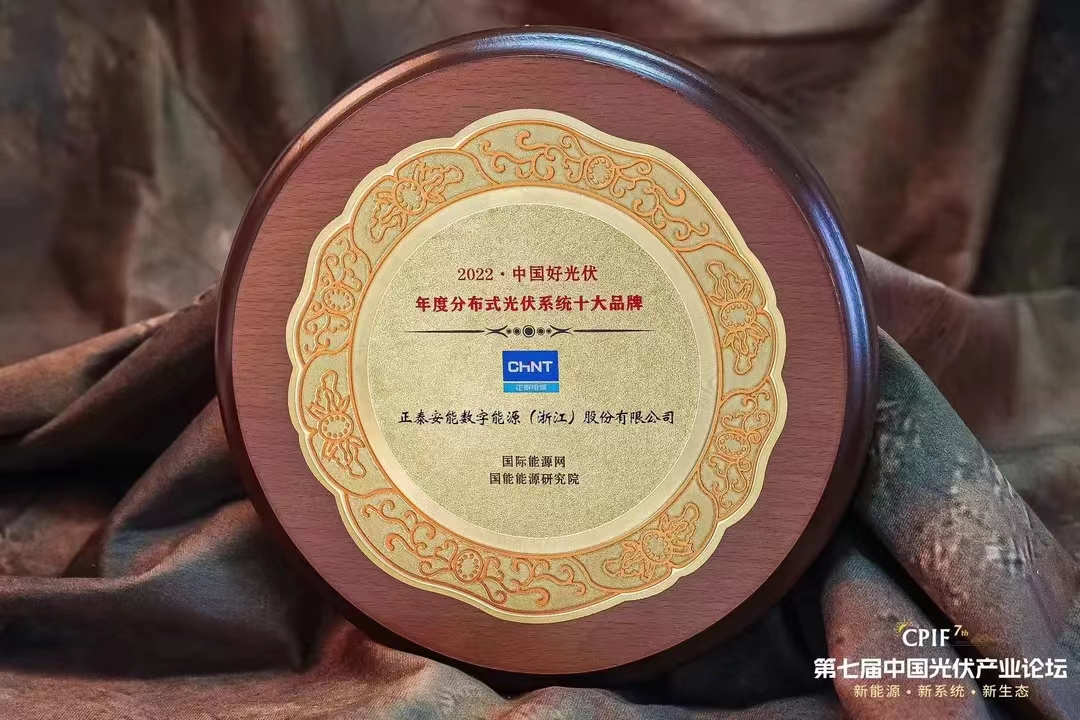 2022·中国好光伏
年度分布式光伏系统十大品牌
CHNT
正泰电源
正泰安能数字能源（浙江）股份有限公司
国际能源网
国能能源研究院
CPIF 7th
第七届中国光伏产业论坛
新能源·新系统·新生态